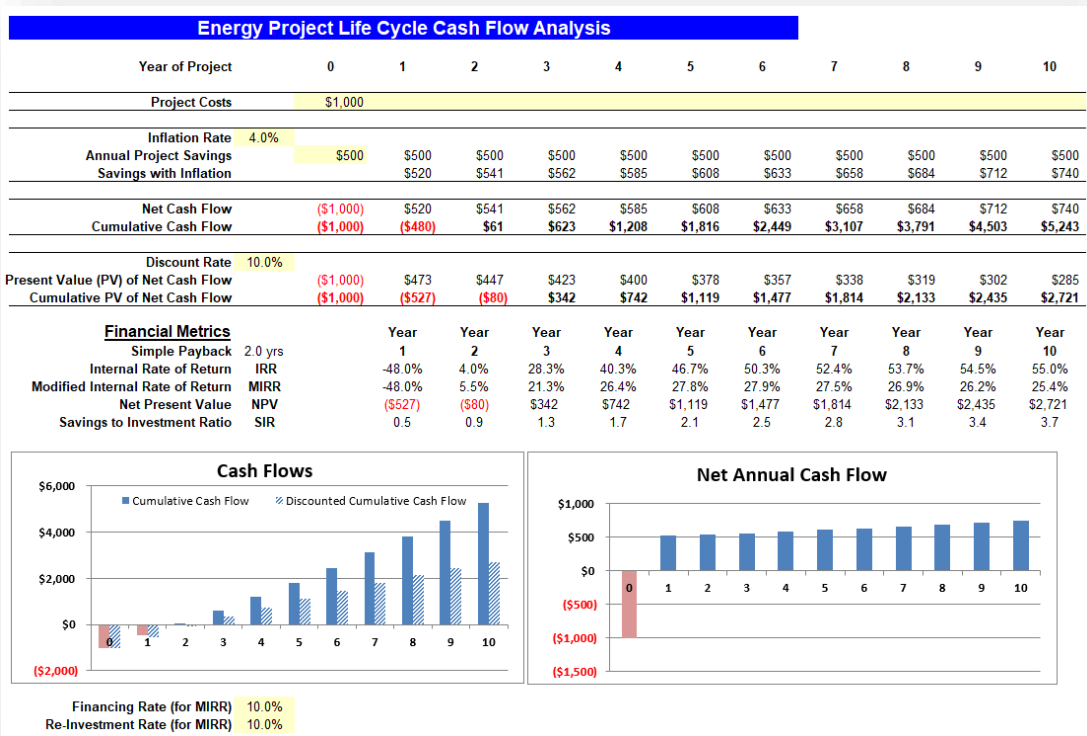 Energy Project Life Cycle Cash Flow Analysis
Year of Project 0 1 2 3 4 5 6 7 8 9 10
Project Costs $1,000
Inflation Rate 4.0%
Annual Project Savings $500 $500 $500 $500 $500 $500 $500 $500 $500 $500 $500
Savings with Inflation $520 $541 $562 $585 $608 $633 $658 $684 $712 $740
Net Cash Flow ($1,000) $520 $541 $562 $585 $608 $633 $658 $684 $712 $740
Cumulative Cash Flow ($1,000) ($480) $61 $623 $1,208 $1,816 $2,449 $3,107 $3,791 $4,503 $5,243
Discount Rate 10.0%
Present Value (PV) of Net Cash Flow ($1,000) $473 $447 $423 $400 $378 $357 $338 $319 $302 $285
Cumulative PV of Net Cash Flow ($1,000) ($527) ($80) $342 $742 $1,119 $1,477 $1,814 $2,133 $2,435 $2,721
Financial Metrics Year Year Year Year Year Year Year Year Year Year
Simple Payback 2.0 yrs 1 2 3 4 5 6 7 8 9 10
Internal Rate of Return IRR -48.0% 4.0% 28.3% 40.3% 46.7% 50.3% 52.4% 53.7% 54.5% 55.0%
Modified Internal Rate of Return MIRR -48.0% 5.5% 21.3% 26.4% 27.8% 27.9% 27.5% 26.9% 26.2% 25.4%
Net Present Value NPV ($527) ($80) $342 $742 $1,119 $1,477 $1,814 $2,133 $2,435 $2,721
Savings to Investment Ratio SIR 0.5 0.9 1.3 1.7 2.1 2.5 2.8 3.1 3.4 3.7
Cash Flows
$6,000
Cumulative Cash Flow Discounted Cumulative Cash Flow
$4,000
$2,000
$0
0 1 2 3 4 5 6 7 8 9 10
($2,000)
Net Annual Cash Flow
$1,000
$500
$0
0 1 2 3 4 5 6 7 8 9 10
($500)
($1,000)
($1,500)
Financing Rate (for MIRR) 10.0%
Re-Investment Rate (for MIRR) 10.0%